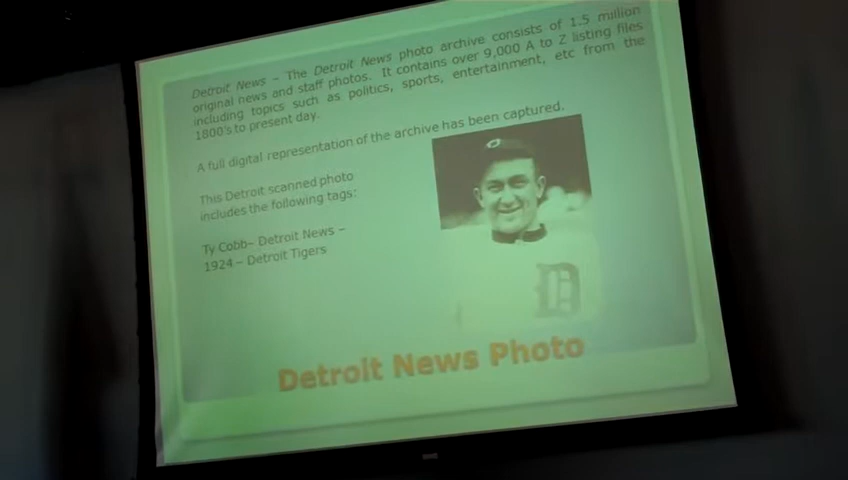 Detroit News – The Detroit News photo archive consists of 1.5 million
original news and staff photos. It contains over 9,000 A to Z listing files
including topics such as politics, sports, entertainment, etc from the
1800's to present day.
A full digital representation of the archive has been captured.
This Detroit scanned photo
includes the following tags:
Ty Cobb– Detroit News –
1924 – Detroit Tigers
D
Detroit News Photo